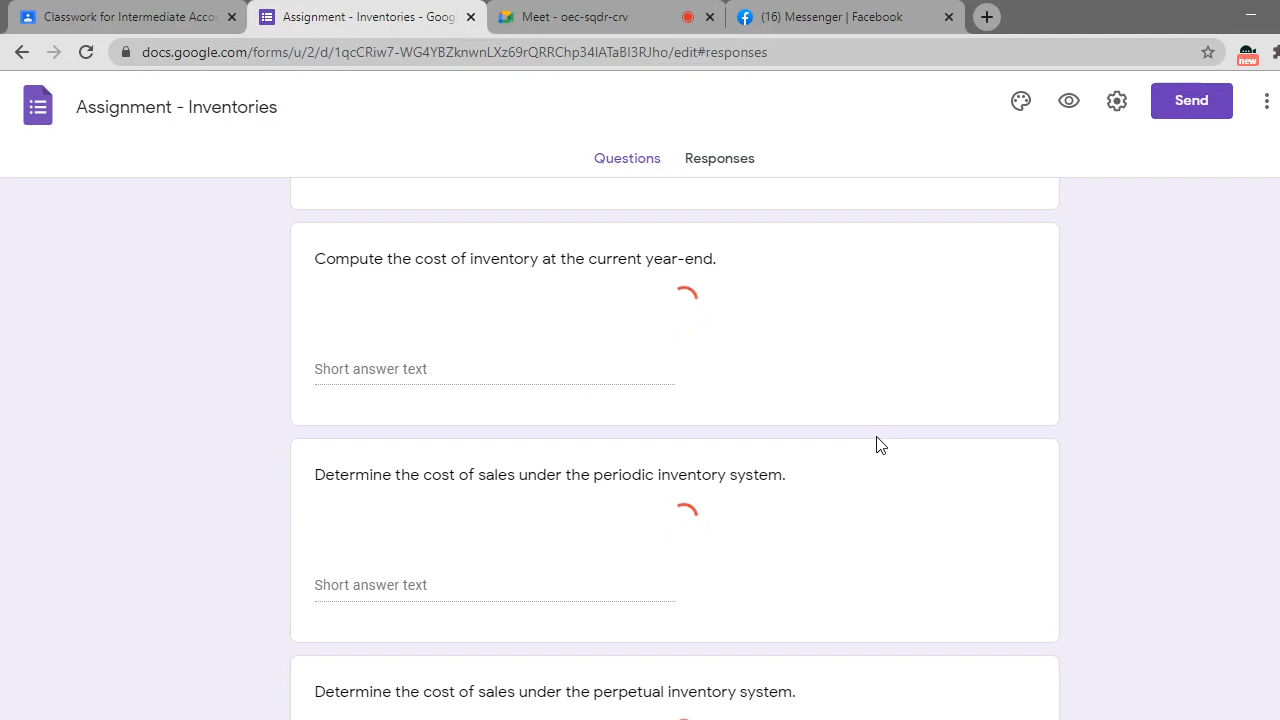 Classwork for Intermediate Accou
Assignment - Inventories - Goog
Meet - oec-sqdr-crv
(16) Messenger | Facebook
docs.google.com/forms/u/2/d/1qcCRiw7-WG4YBZknwnLXz69rQRRChp34lATaBI3RJho/edit#responses
new
Assignment - Inventories
Send
Questions
Responses
Compute the cost of inventory at the current year-end.
Short answer text
Determine the cost of sales under the periodic inventory system.
Short answer text
Determine the cost of sales under the perpetual inventory system.